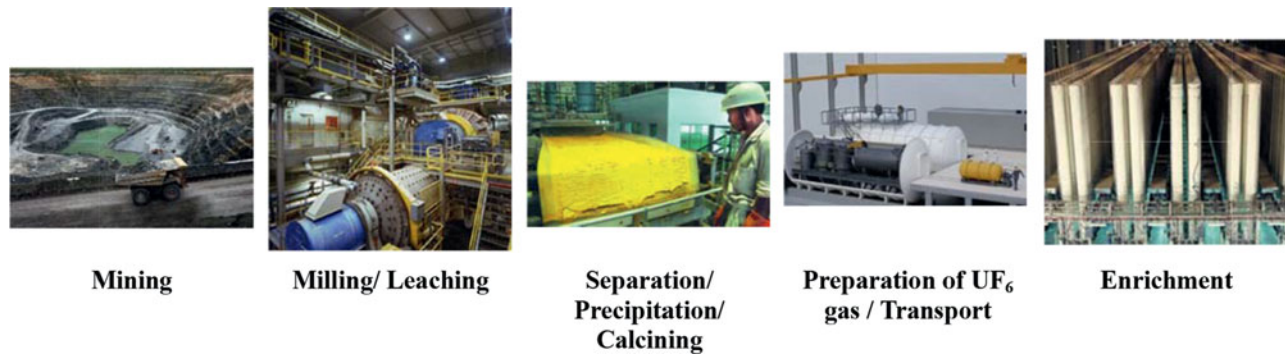 Mining
Milling/ Leaching
Separation/
Precipitation/
Calcining
Preparation of UF₆
gas / Transport
Enrichment